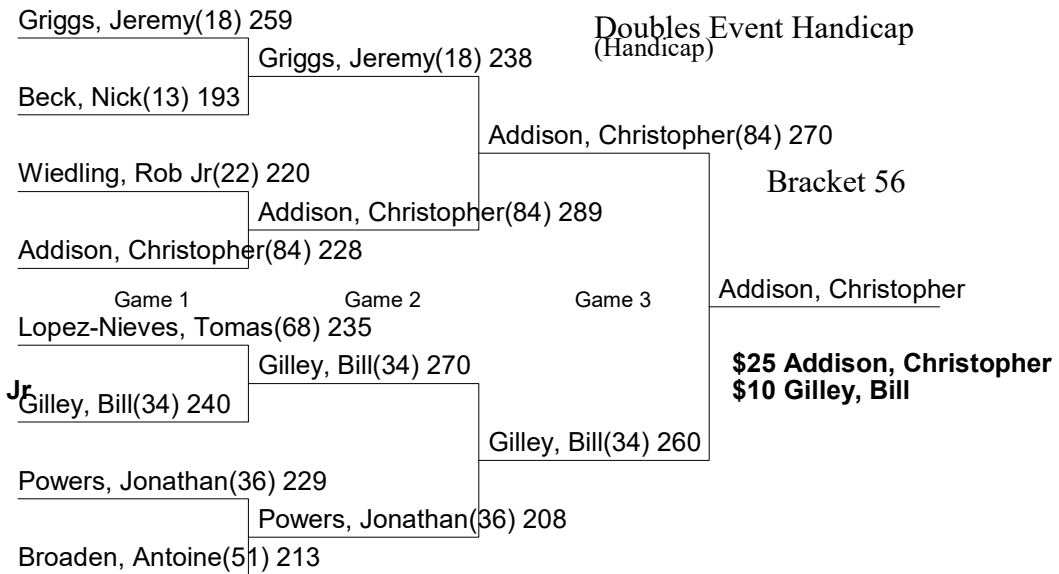 Griggs, Jeremy(18) 259
Doubles Event Handicap
(Handicap)
Griggs, Jeremy(18) 238
Beck, Nick(13) 193
Addison, Christopher(84) 270
Wiedling, Rob Jr(22) 220
Bracket 56
Addison, Christopher(84) 289
Addison, Christopher(84) 228
Game 1
Game 2
Game 3
Addison, Christopher
Lopez-Nieves, Tomas(68) 235
Gilley, Bill(34) 270
$25 Addison, Christopher
Jr
$10 Gilley, Bill
Gilley, Bill(34) 240
Gilley, Bill(34) 260
Powers, Jonathan(36) 229
Powers, Jonathan(36) 208
Broaden, Antoine(51) 213